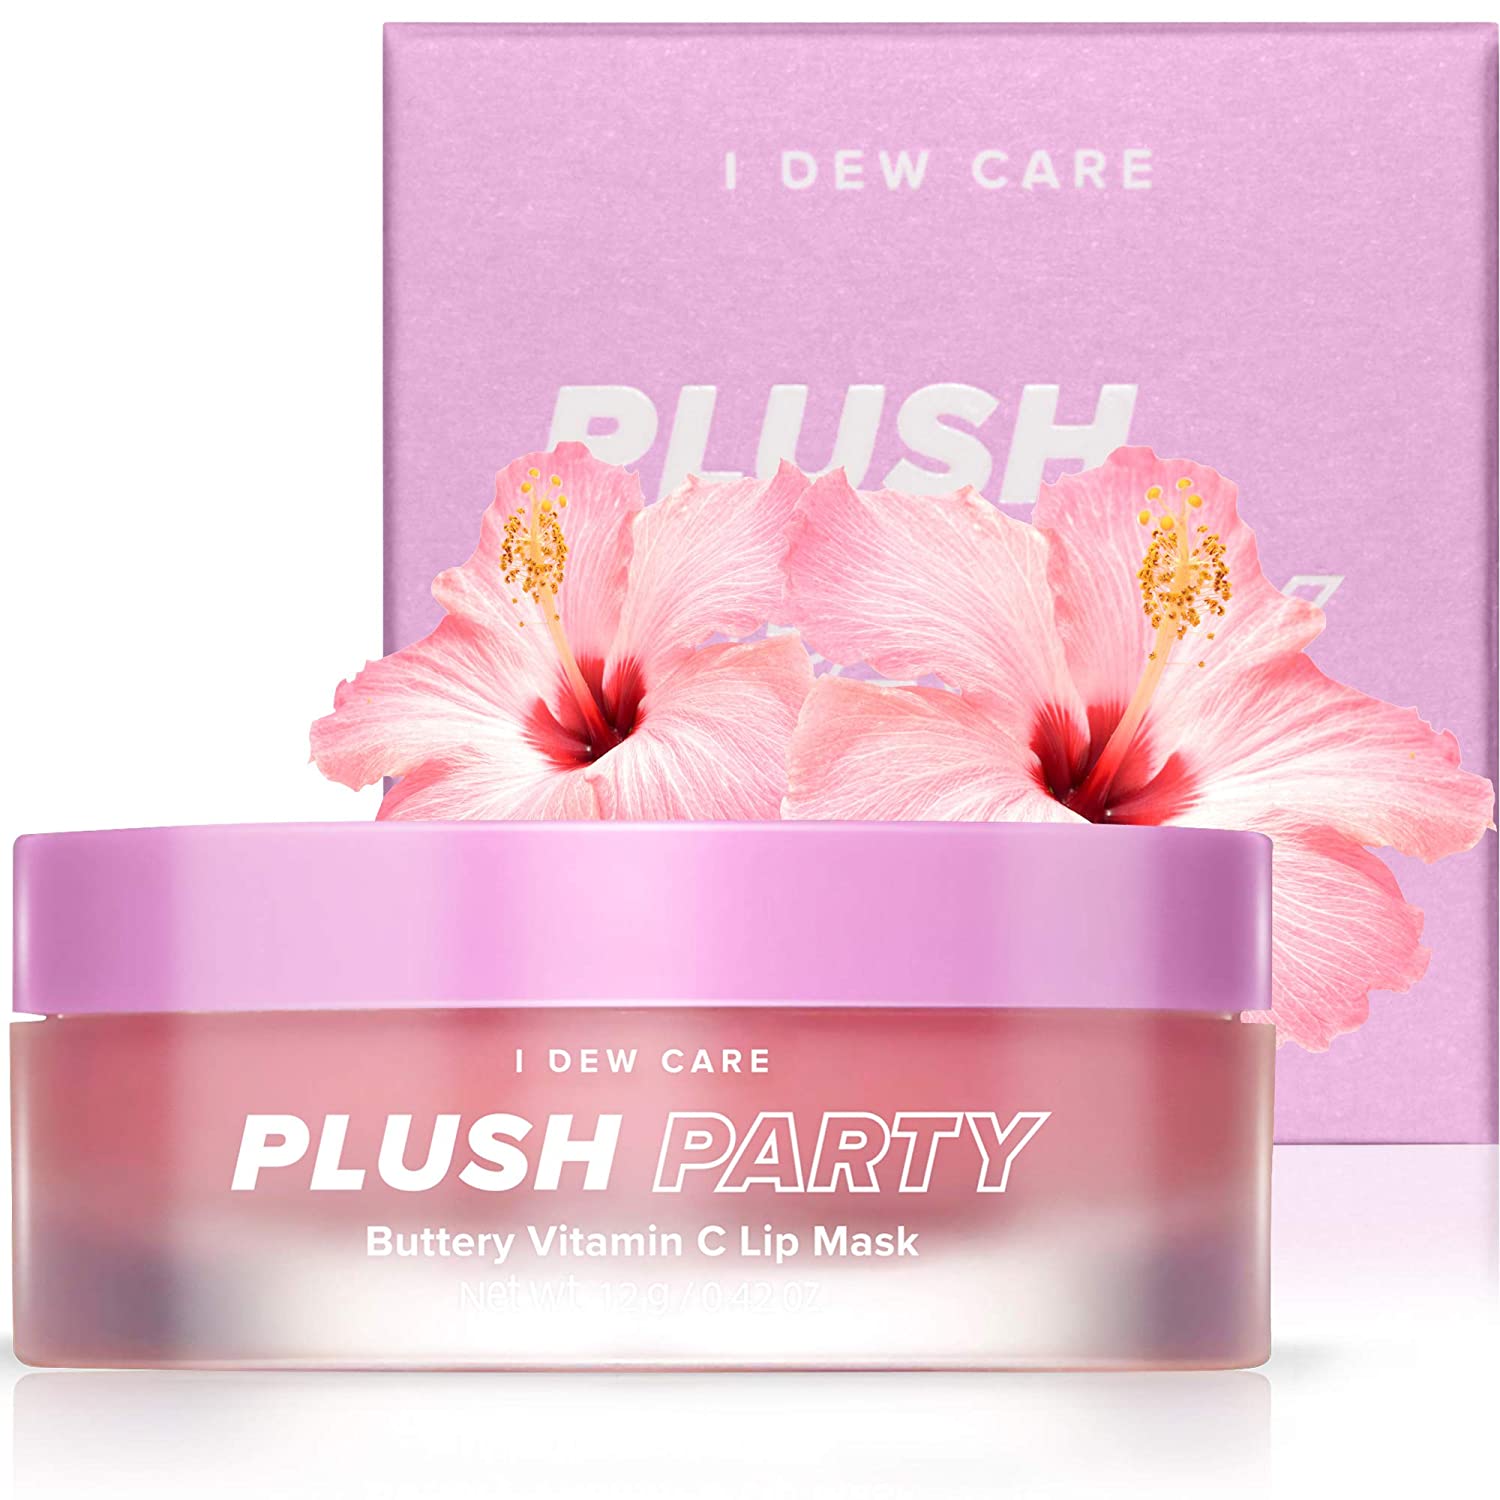 I DEW CARE
PLUSH
I DEW CARE
PLUSH PARTY
Buttery Vitamin C Lip Mask
Net wt. 12 g / 0.42 oz